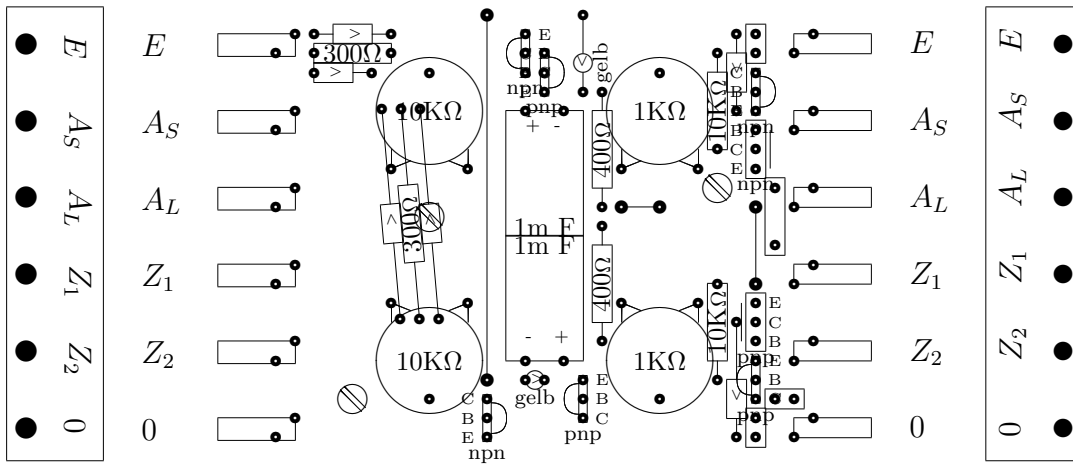 E E E E
300Ω
E
gelb
npn
pnp
C
B
10KΩ
1KΩ
10KΩ
npn
A_S A_S A_S A_S
+ -
400Ω
B
C
E
npn
A_L A_L A_L A_L
300Ω
1m F
1m F
Z_1 Z_1 Z_1 Z_1
400Ω
10KΩ
E
C
B
pnp
- +
Z_2 Z_2 Z_2 Z_2
10KΩ
1KΩ
E
B
C
pnp
gelb
C
B
E
npn
E
B
C
pnp
0 0 0 0